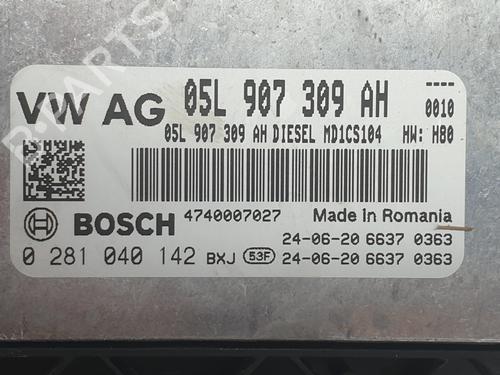 VW AG 05L 907 309 AH ----
0010
05L 907 309 AH DIESEL MD1CS104 HW: H80
BOSCH 4740007027 Made in Romania
24-06-20 6637 0363
0 281 040 142 BXJ 53F 24-06-20 6637 0363
B-PARTS